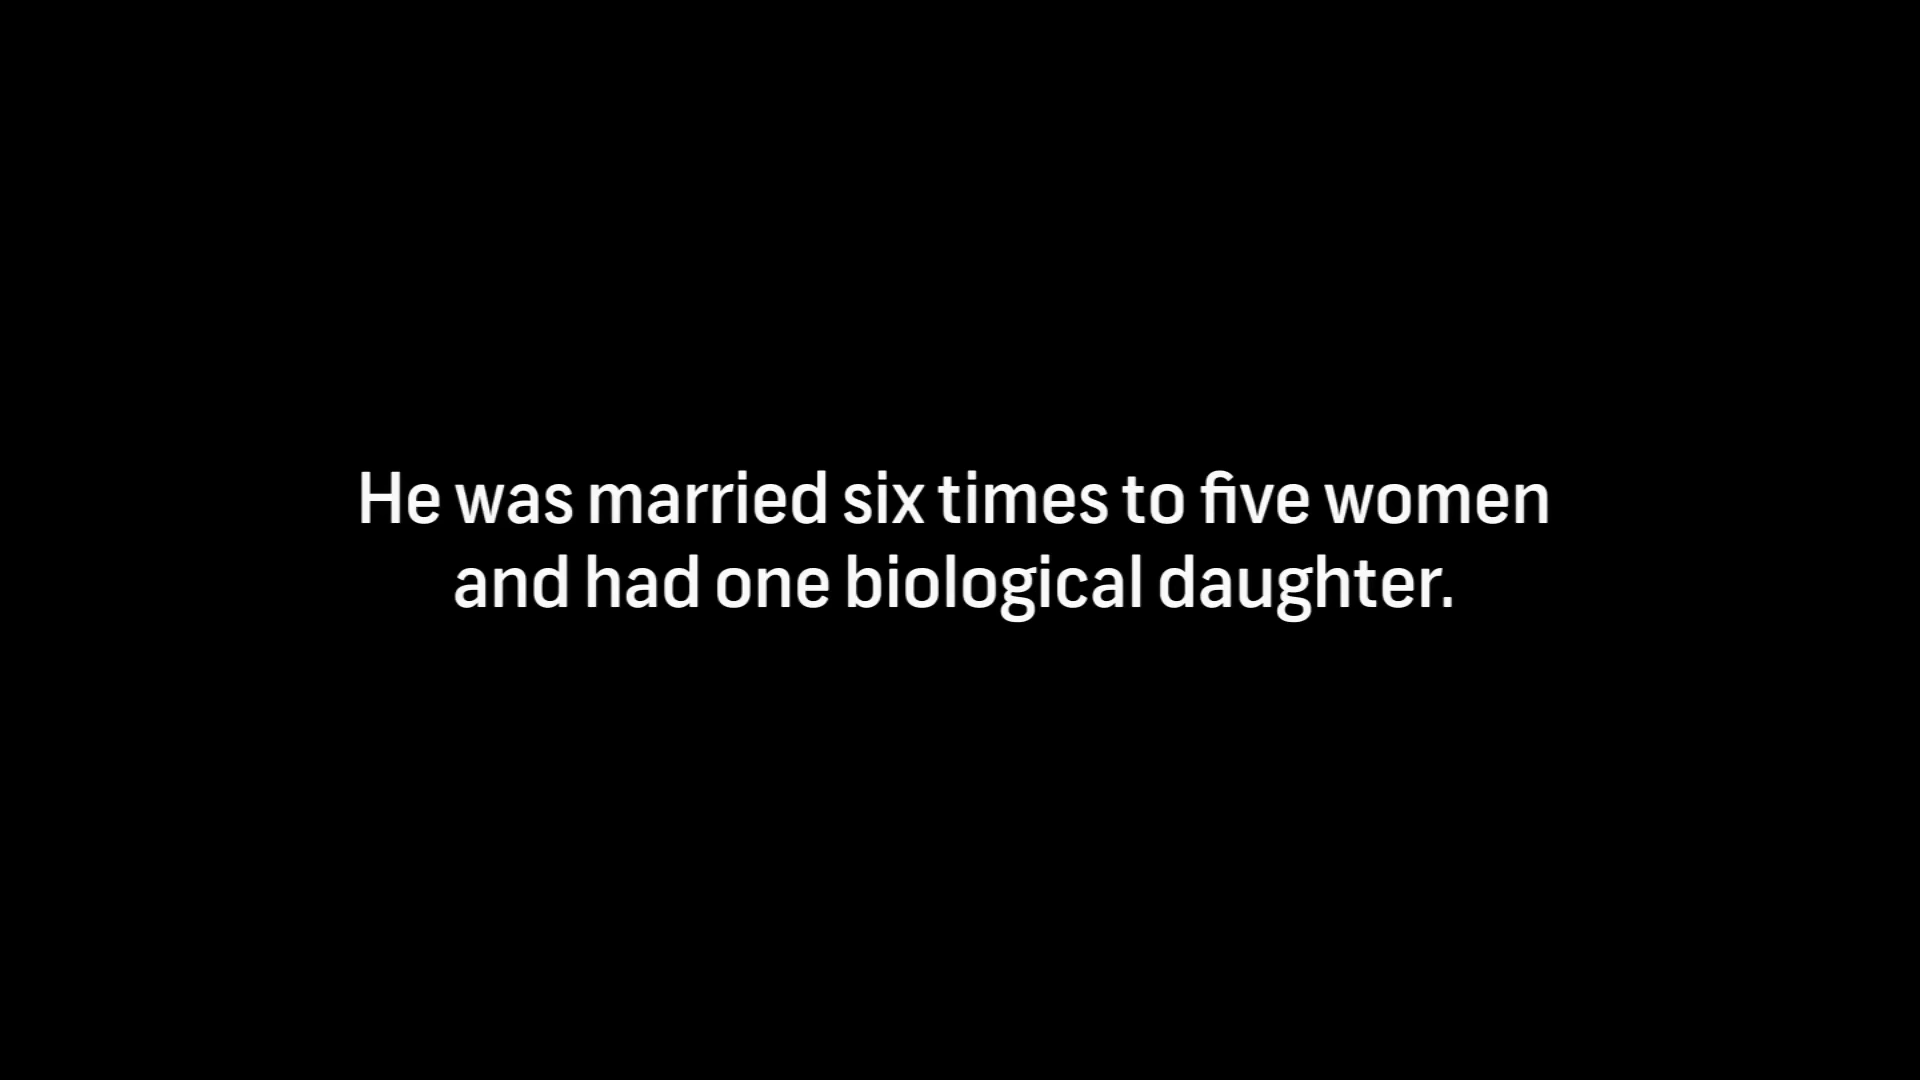 He was married six times to five women
and had one biological daughter.